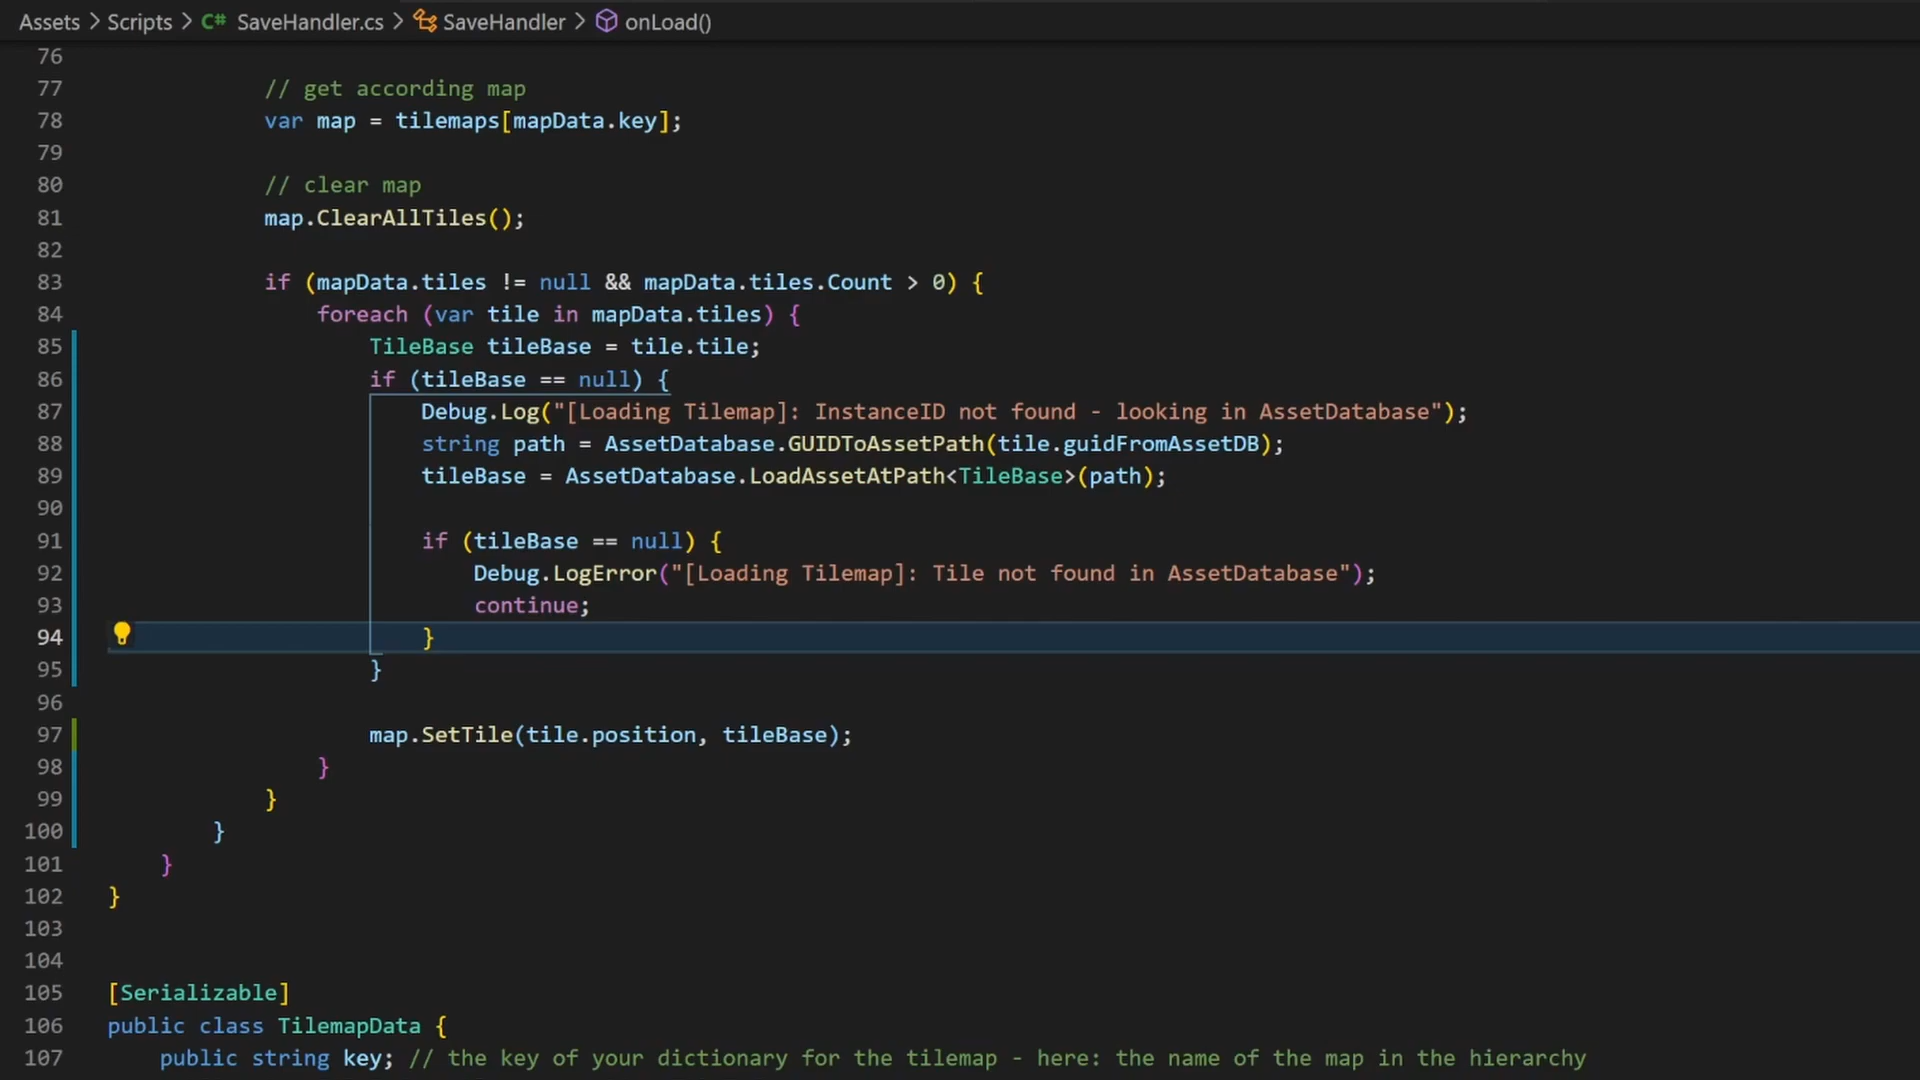 Assets > Scripts > C# SaveHandler.cs > SaveHandler > onLoad()
76
77 // get according map
78 var map = tilemaps[mapData.key];
79
80 // clear map
81 map.ClearAllTiles();
82
83 if (mapData.tiles != null && mapData.tiles.Count > 0) {
84 foreach (var tile in mapData.tiles) {
85 TileBase tileBase = tile.tile;
86 if (tileBase == null) {
87 Debug.Log("[Loading Tilemap]: InstanceID not found - looking in AssetDatabase");
88 string path = AssetDatabase.GUIDToAssetPath(tile.guidFromAssetDB);
89 tileBase = AssetDatabase.LoadAssetAtPath<TileBase>(path);
90
91 if (tileBase == null) {
92 Debug.LogError("[Loading Tilemap]: Tile not found in AssetDatabase");
93 continue;
94 }
95 }
96
97 map.SetTile(tile.position, tileBase);
98 }
99 }
100 }
101 }
102 }
103
104
105 [Serializable]
106 public class TilemapData {
107 public string key; // the key of your dictionary for the tilemap - here: the name of the map in the hierarchy